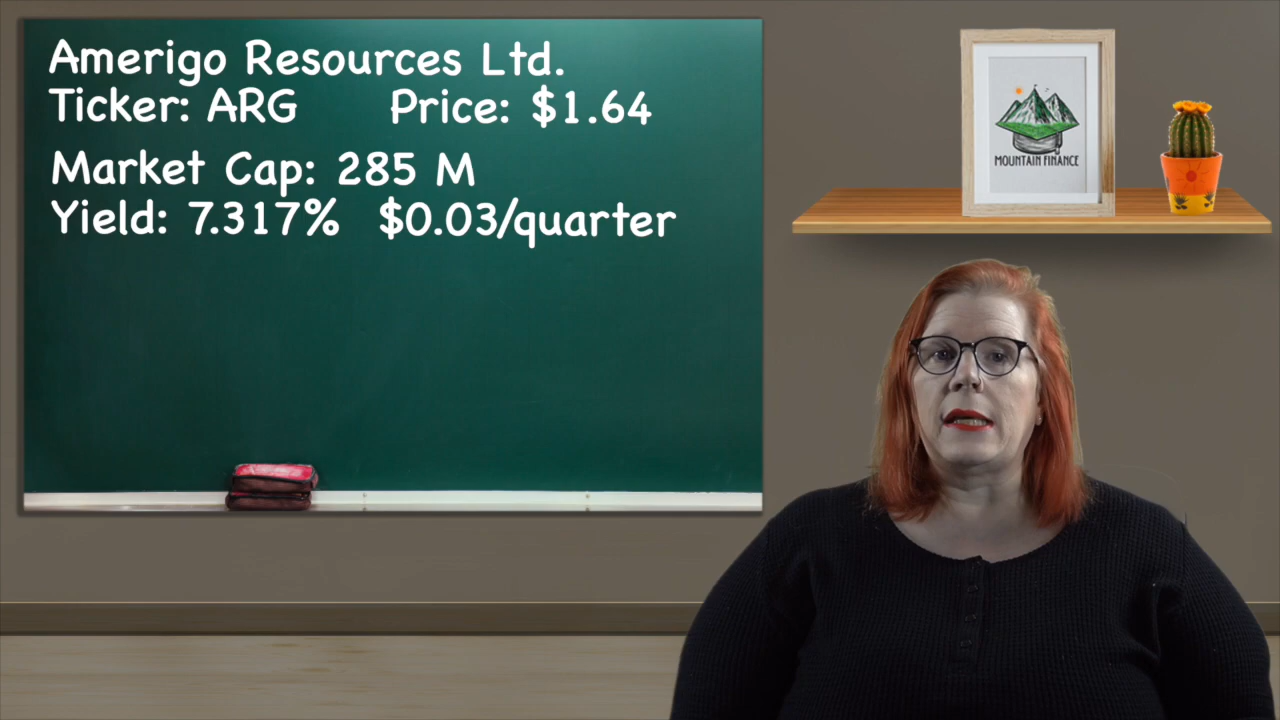 Amerigo Resources Ltd.
Ticker: ARG Price: $1.64
Market Cap: 285 M
Yield: 7.317% $0.03/quarter
MOUNTAIN FINANCE